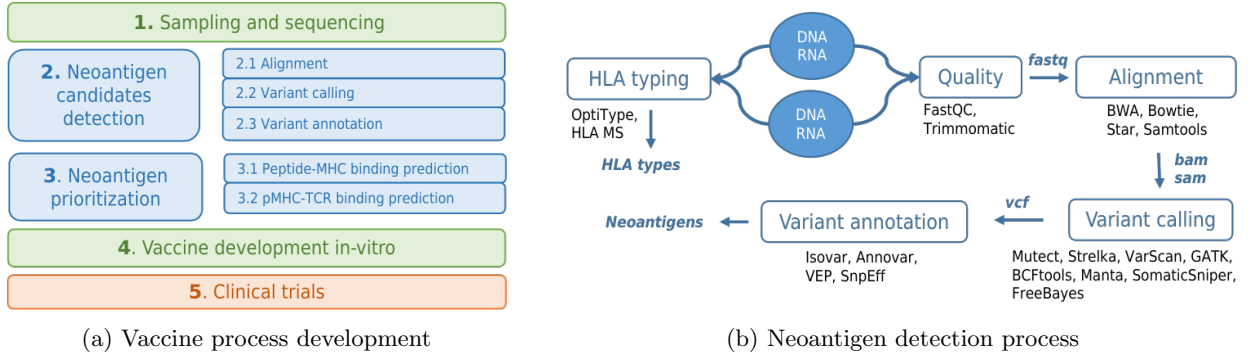 1. Sampling and sequencing
2. Neoantigen
candidates
detection
2.1 Alignment
2.2 Variant calling
2.3 Variant annotation
3. Neoantigen
prioritization
3.1 Peptide-MHC binding prediction
3.2 pMHC-TCR binding prediction
4. Vaccine development in-vitro
5. Clinical trials
(a) Vaccine process development
DNA
RNA
DNA
RNA
HLA typing
OptiType,
HLA MS
HLA types
Quality
FastQC,
Trimmomatic
fastq
Alignment
BWA, Bowtie,
Star, Samtools
bam
sam
Variant calling
Mutect, Strelka, VarScan, GATK,
BCFtools, Manta, SomaticSniper,
FreeBayes
vcf
Variant annotation
Isovar, Annovar,
VEP, SnpEff
Neoantigens
(b) Neoantigen detection process